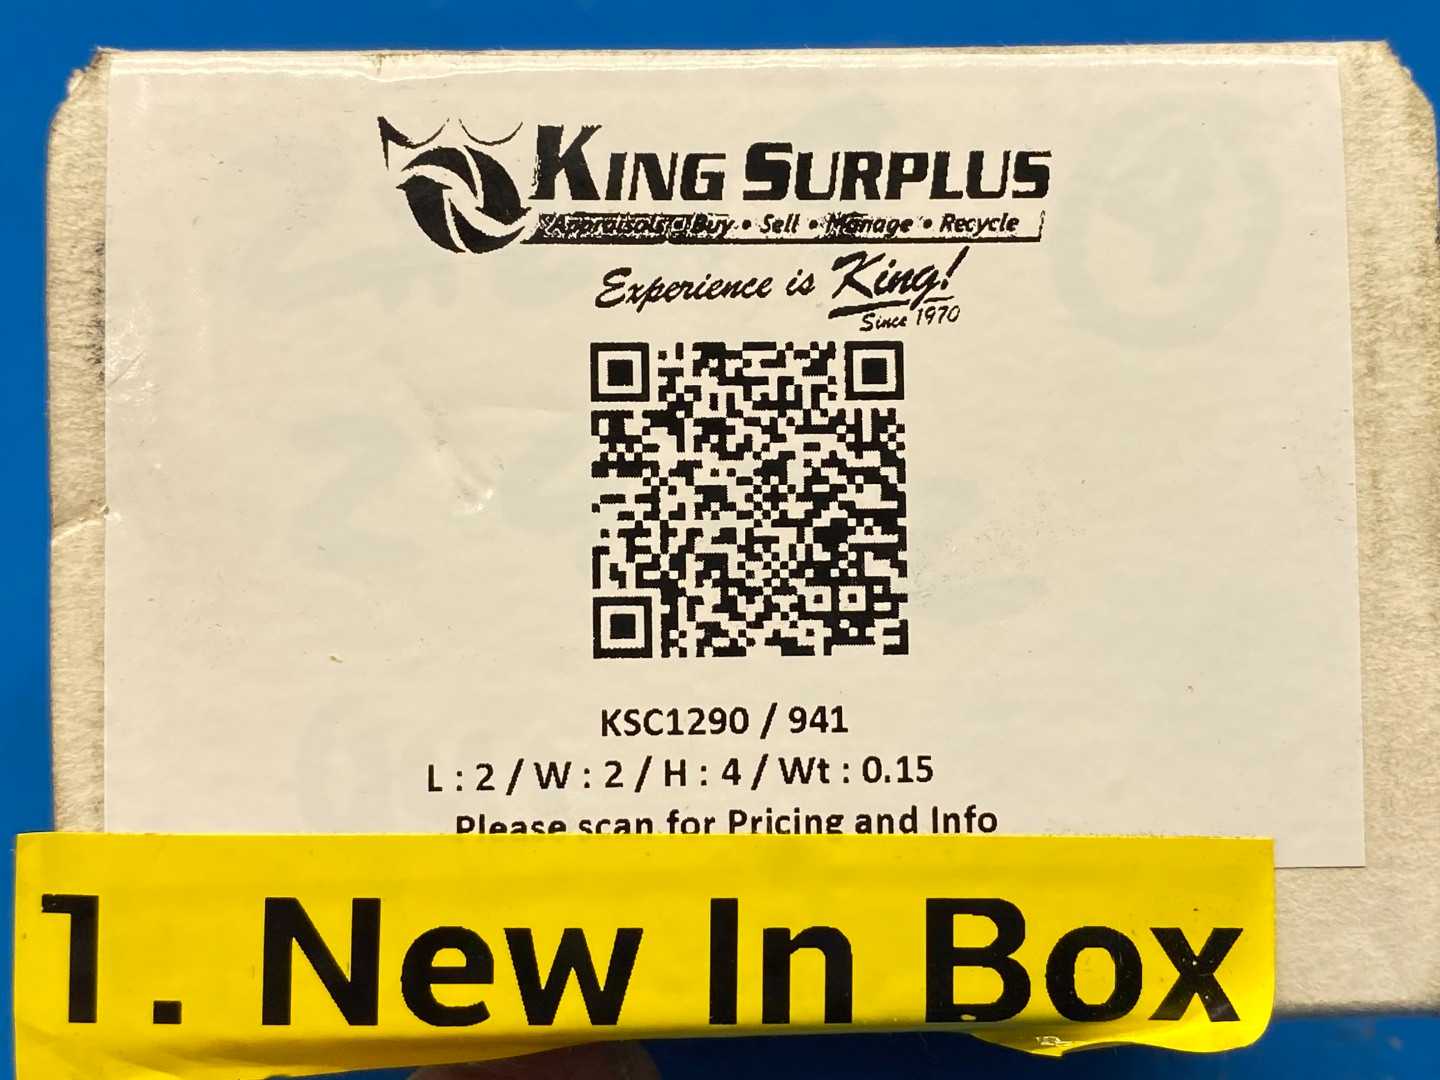 KING SURPLUS
Appraisals • Buy • Sell • Manage • Recycle
Experience is King!
Since 1970
KSC1290 / 941
L : 2 / W : 2 / H : 4 / Wt : 0.15
Please scan for Pricing and Info
1. New In Box